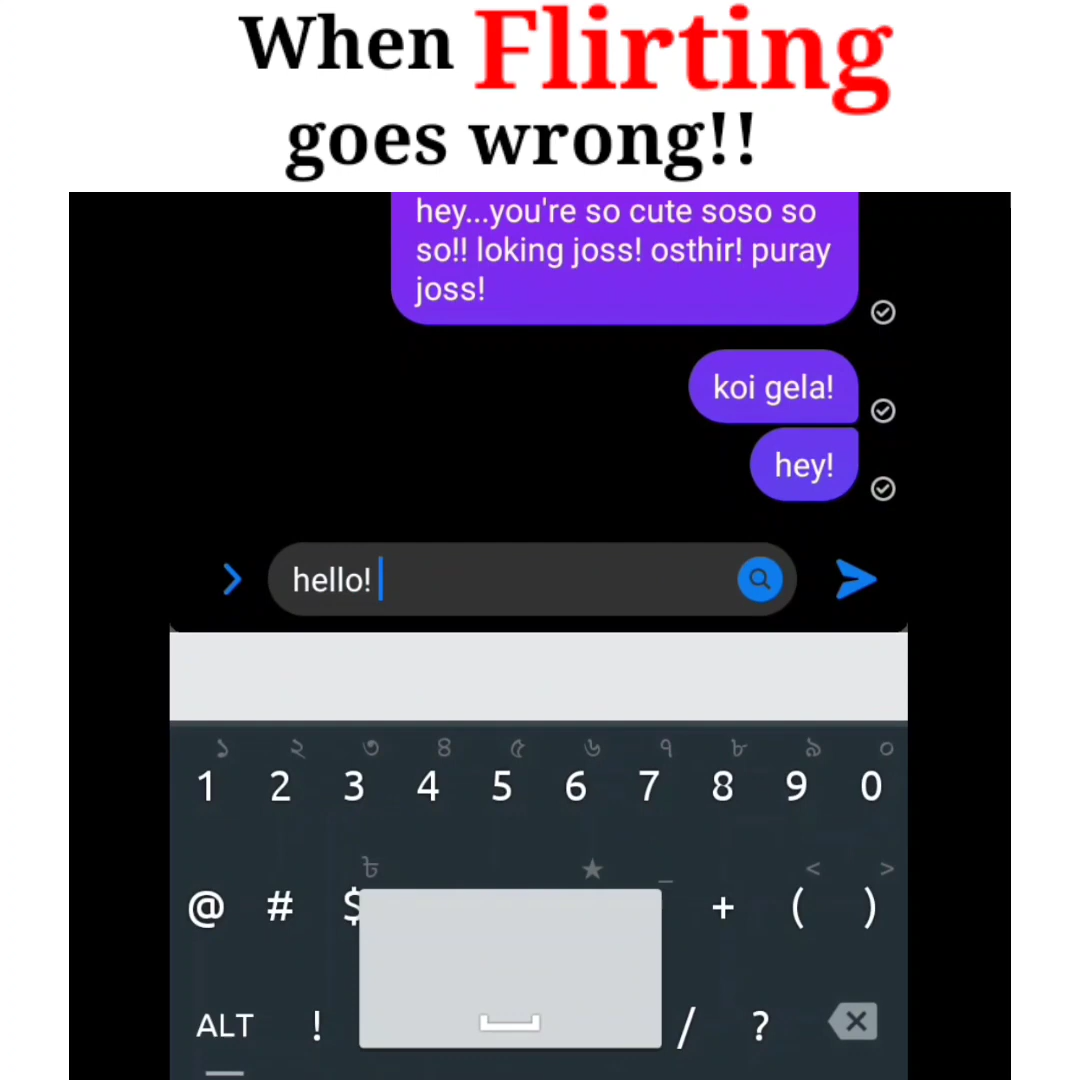 When Flirting
goes wrong!!
hey...you're so cute soso so
so!! loking joss! osthir! puray
joss!
koi gela!
hey!
hello!
১ ২ ৩ ৪ ৫ ৬ ৭ ৮ ৯ ০
1 2 3 4 5 6 7 8 9 0
৳ ★ _ < >
@ # $ + ( )
ALT ! / ?